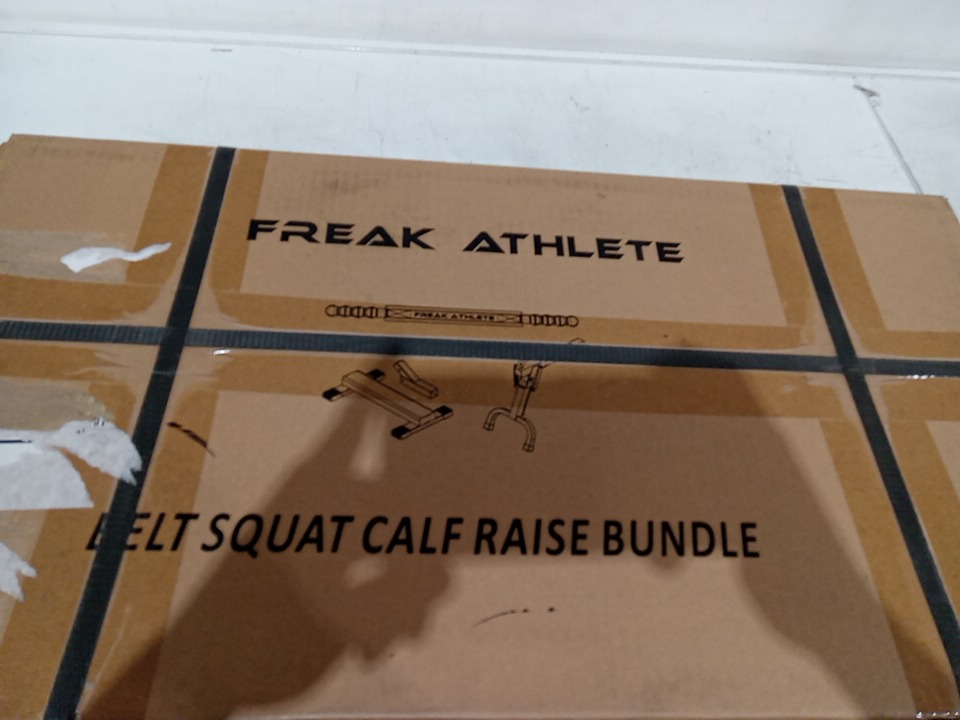 FREAK ATHLETE
FREAK ATHLETE
BELT SQUAT CALF RAISE BUNDLE